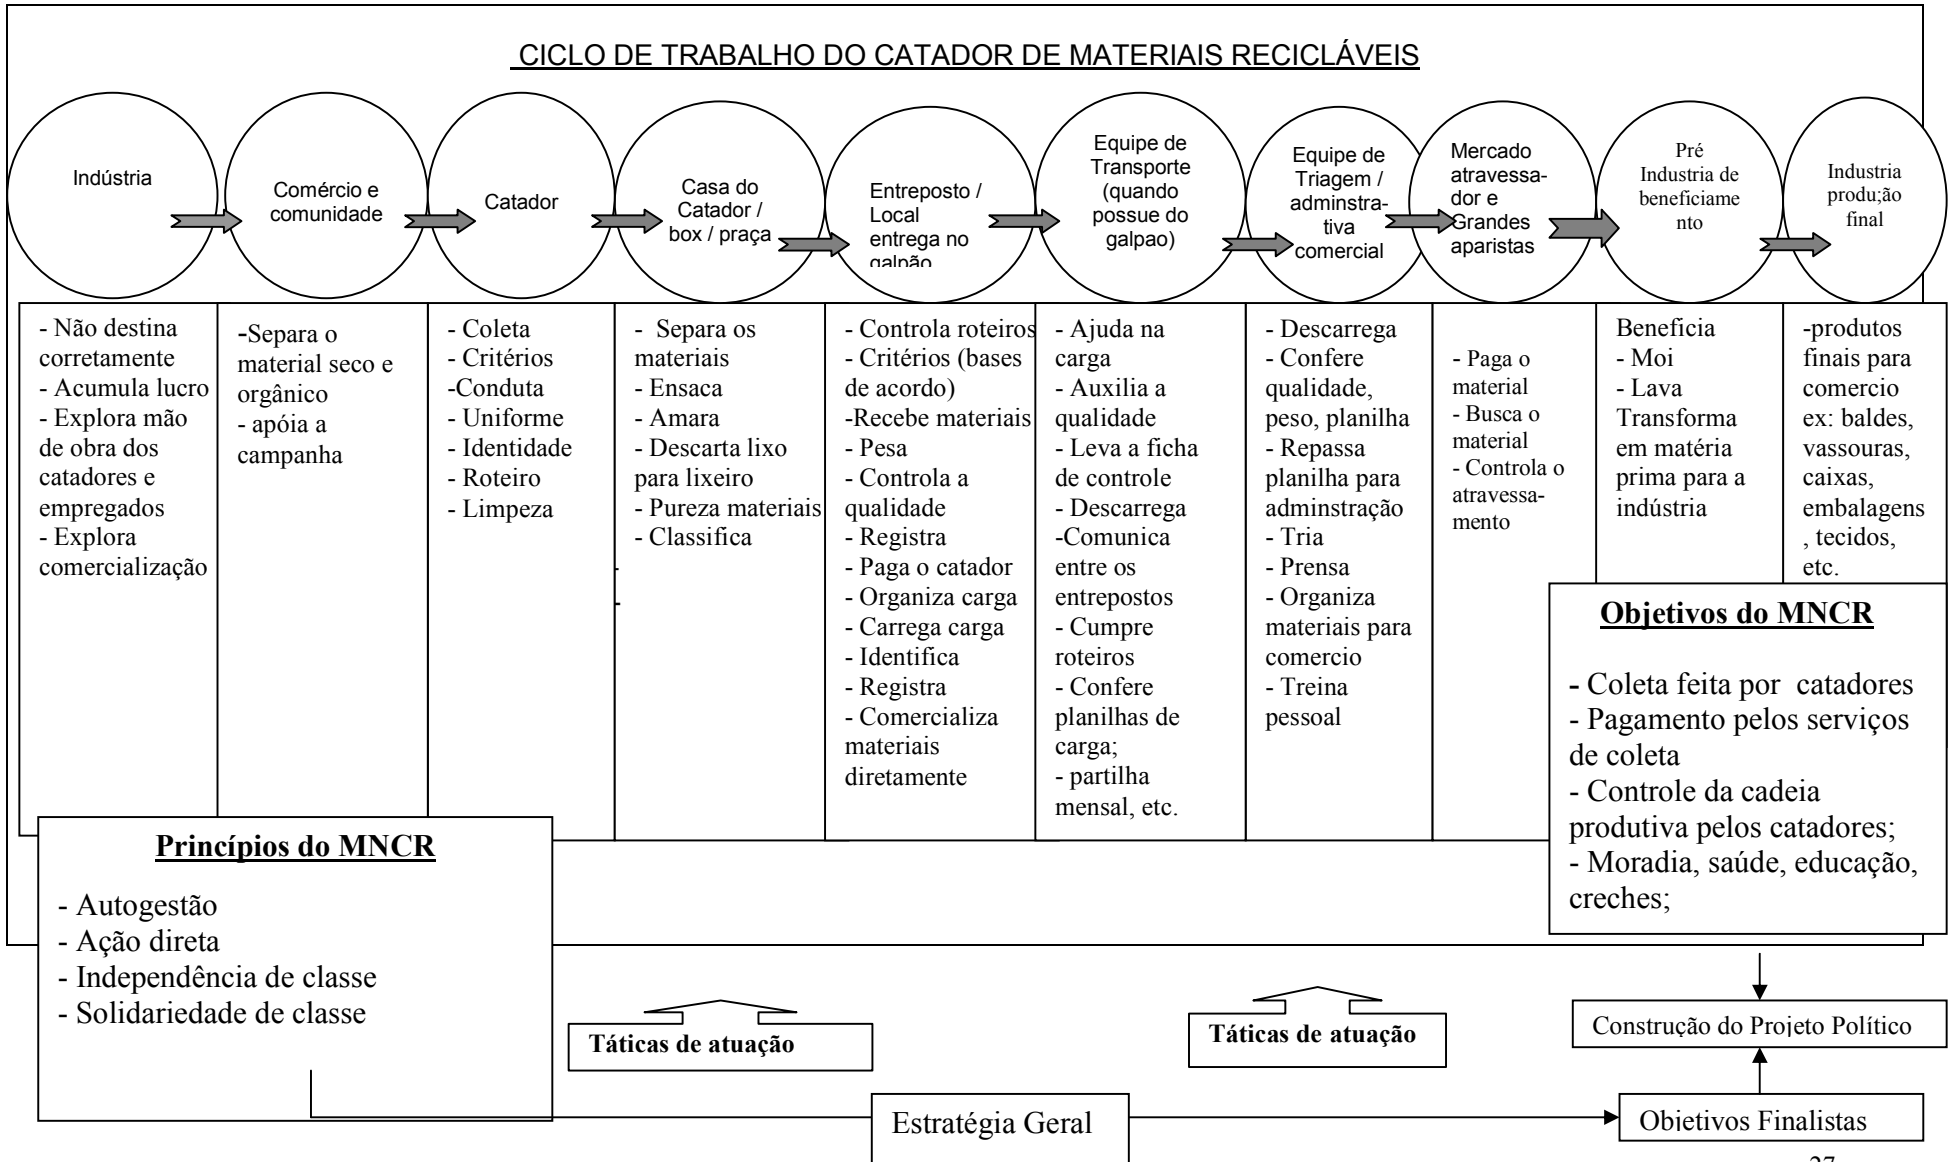 CICLO DE TRABALHO DO CATADOR DE MATERIAIS RECICLÁVEIS
Indústria
Comércio e
comunidade
Catador
Casa do
Catador /
box / praça
Entreposto /
Local
entrega no
galpão
Equipe de
Transporte
(quando
possue do
galpao)
Equipe de
Triagem /
adminstra-
tiva
comercial
Mercado
atravessa-
dor e
Grandes
aparistas
Pré
Industria de
beneficiame
nto
Industria
produ;ão
final
- Não destina
corretamente
- Acumula lucro
- Explora mão
de obra dos
catadores e
empregados
- Explora
comercialização
-Separa o
material seco e
orgânico
- apóia a
campanha
- Coleta
- Critérios
-Conduta
- Uniforme
- Identidade
- Roteiro
- Limpeza
- Separa os
materiais
- Ensaca
- Amara
- Descarta lixo
para lixeiro
- Pureza materiais
- Classifica
-
-
- Controla roteiros
- Critérios (bases
de acordo)
-Recebe materiais
- Pesa
- Controla a
qualidade
- Registra
- Paga o catador
- Organiza carga
- Carrega carga
- Identifica
- Registra
- Comercializa
materiais
diretamente
- Ajuda na
carga
- Auxilia a
qualidade
- Leva a ficha
de controle
- Descarrega
-Comunica
entre os
entrepostos
- Cumpre
roteiros
- Confere
planilhas de
carga;
- partilha
mensal, etc.
- Descarrega
- Confere
qualidade,
peso, planilha
- Repassa
planilha para
adminstração
- Tria
- Prensa
- Organiza
materiais para
comercio
- Treina
pessoal
- Paga o
material
- Busca o
material
- Controla o
atravessa-
mento
Beneficia
- Moi
- Lava
Transforma
em matéria
prima para a
indústria
-produtos
finais para
comercio
ex: baldes,
vassouras,
caixas,
embalagens
, tecidos,
etc.
Objetivos do MNCR
- Coleta feita por catadores
- Pagamento pelos serviços
de coleta
- Controle da cadeia
produtiva pelos catadores;
- Moradia, saúde, educação,
creches;
Princípios do MNCR
- Autogestão
- Ação direta
- Independência de classe
- Solidariedade de classe
Táticas de atuação
Táticas de atuação
Construção do Projeto Político
Estratégia Geral
Objetivos Finalistas